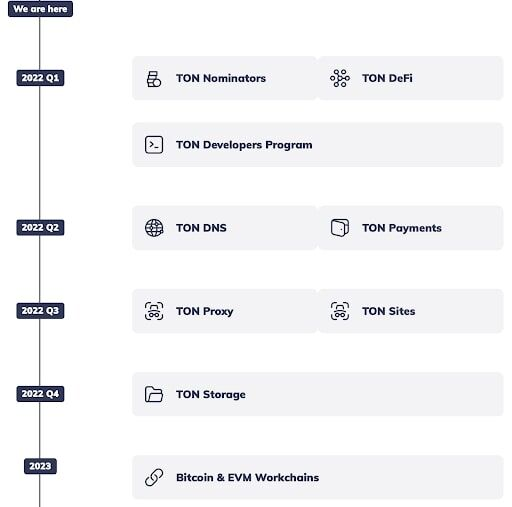 We are here
2022 Q1
TON Nominators
TON DeFi
TON Developers Program
2022 Q2
TON DNS
TON Payments
2022 Q3
TON Proxy
TON Sites
2022 Q4
TON Storage
2023
Bitcoin & EVM Workchains